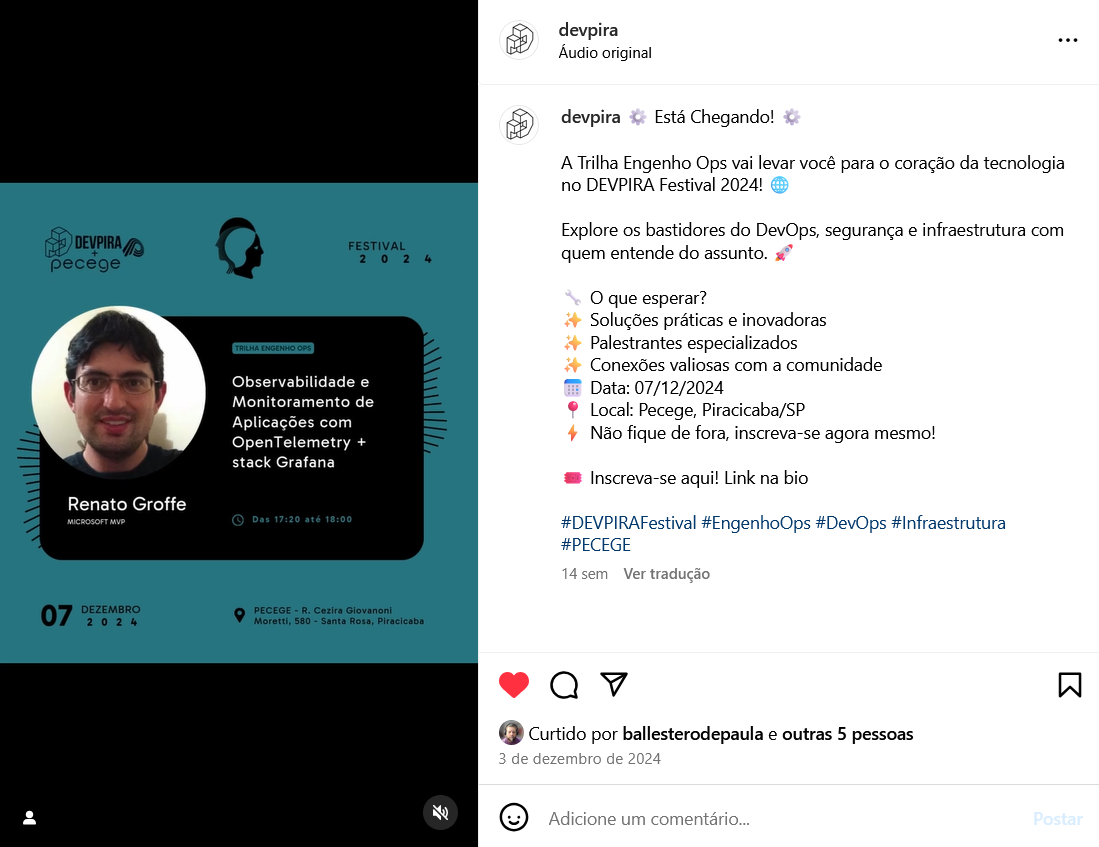 DEVPIRA
+
pecege
FESTIVAL
2024
TRILHA ENGENHO OPS
Observabilidade e
Monitoramento de
Aplicações com
OpenTelemetry +
stack Grafana
Renato Groffe
MICROSOFT MVP
Das 17:20 até 18:00
07 DEZEMBRO
2024
PECEGE - R. Cezira Giovanoni
Moretti, 580 - Santa Rosa, Piracicaba
devpira
Áudio original
devpira ⚙️ Está Chegando! ⚙️
A Trilha Engenho Ops vai levar você para o coração da tecnologia
no DEVPIRA Festival 2024! 🌐
Explore os bastidores do DevOps, segurança e infraestrutura com
quem entende do assunto. 🚀
🔧 O que esperar?
✨ Soluções práticas e inovadoras
✨ Palestrantes especializados
✨ Conexões valiosas com a comunidade
📅 Data: 07/12/2024
📍 Local: Pecege, Piracicaba/SP
⚡ Não fique de fora, inscreva-se agora mesmo!
🎟️ Inscreva-se aqui! Link na bio
#DEVPIRAFestival #EngenhoOps #DevOps #Infraestrutura
#PECEGE
14 sem Ver tradução
Curtido por ballesterodepaula e outras 5 pessoas
3 de dezembro de 2024
Adicione um comentário...
Postar